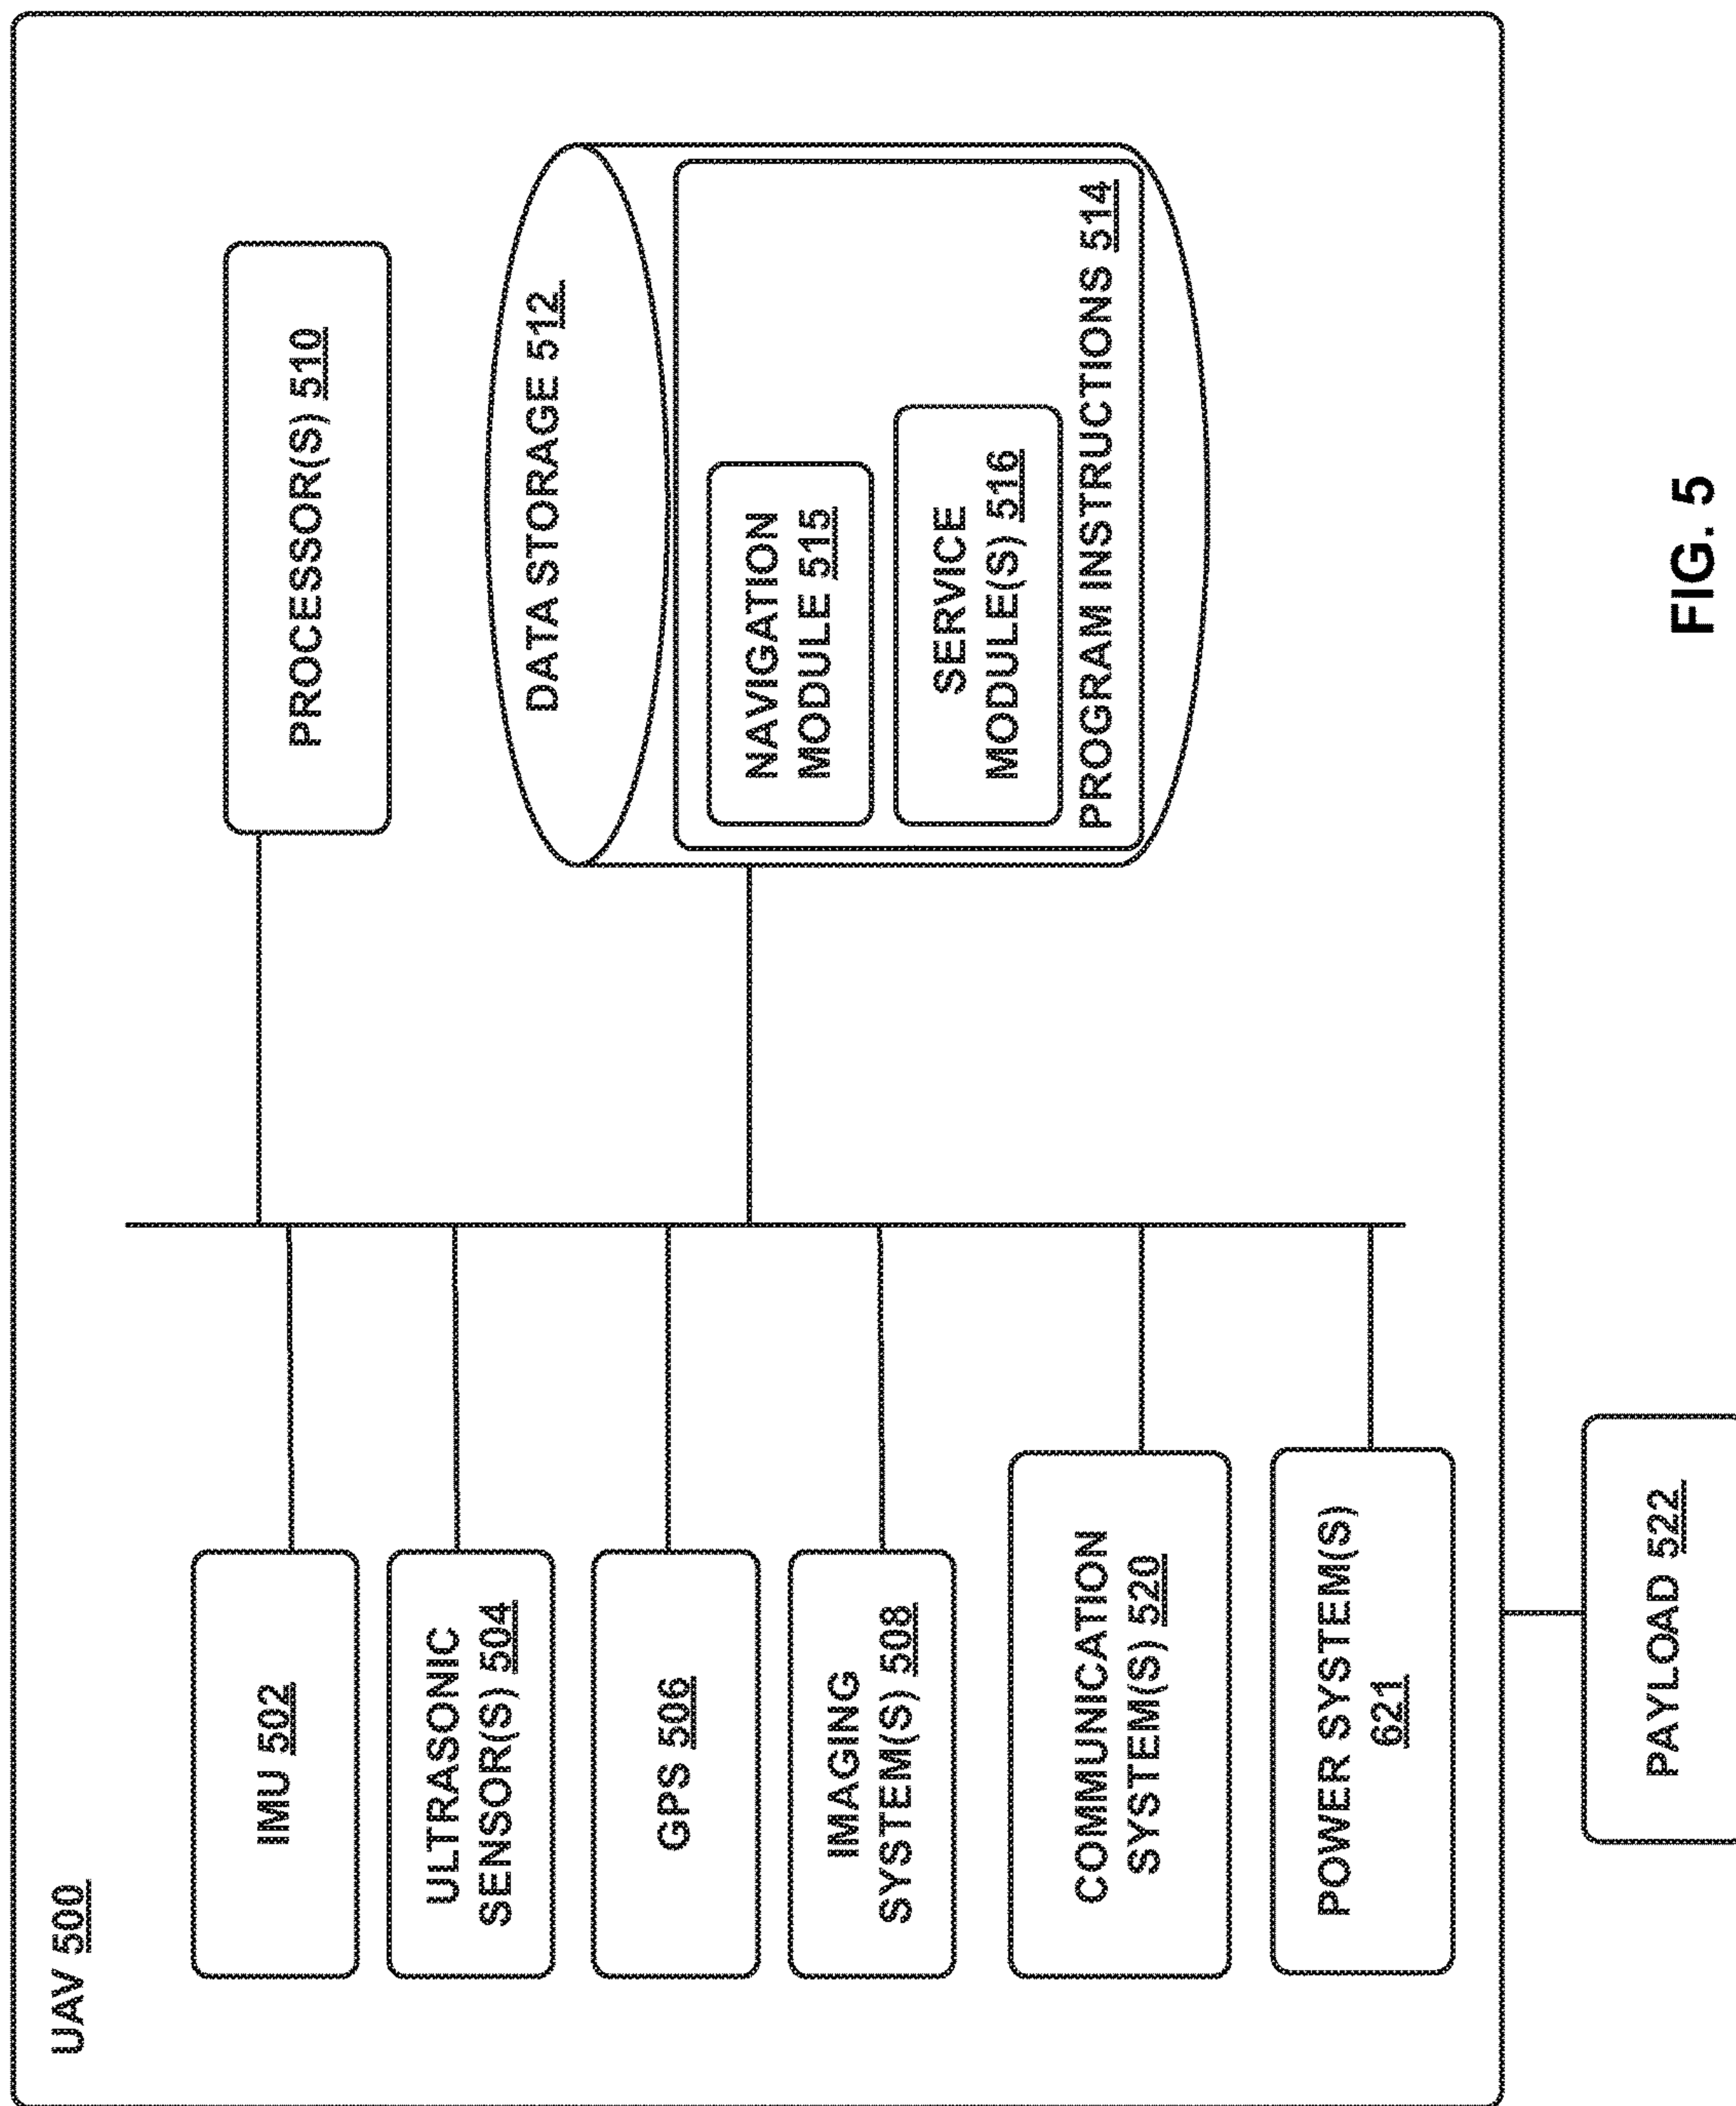 UAV 500
IMU 502
ULTRASONIC
SENSOR(S) 504
GPS 506
IMAGING
SYSTEM(S) 508
COMMUNICATION
SYSTEM(S) 520
POWER SYSTEM(S)
621
PROCESSOR(S) 510
DATA STORAGE 512
NAVIGATION
MODULE 515
SERVICE
MODULE(S) 516
PROGRAM INSTRUCTIONS 514
PAYLOAD 522
FIG. 5